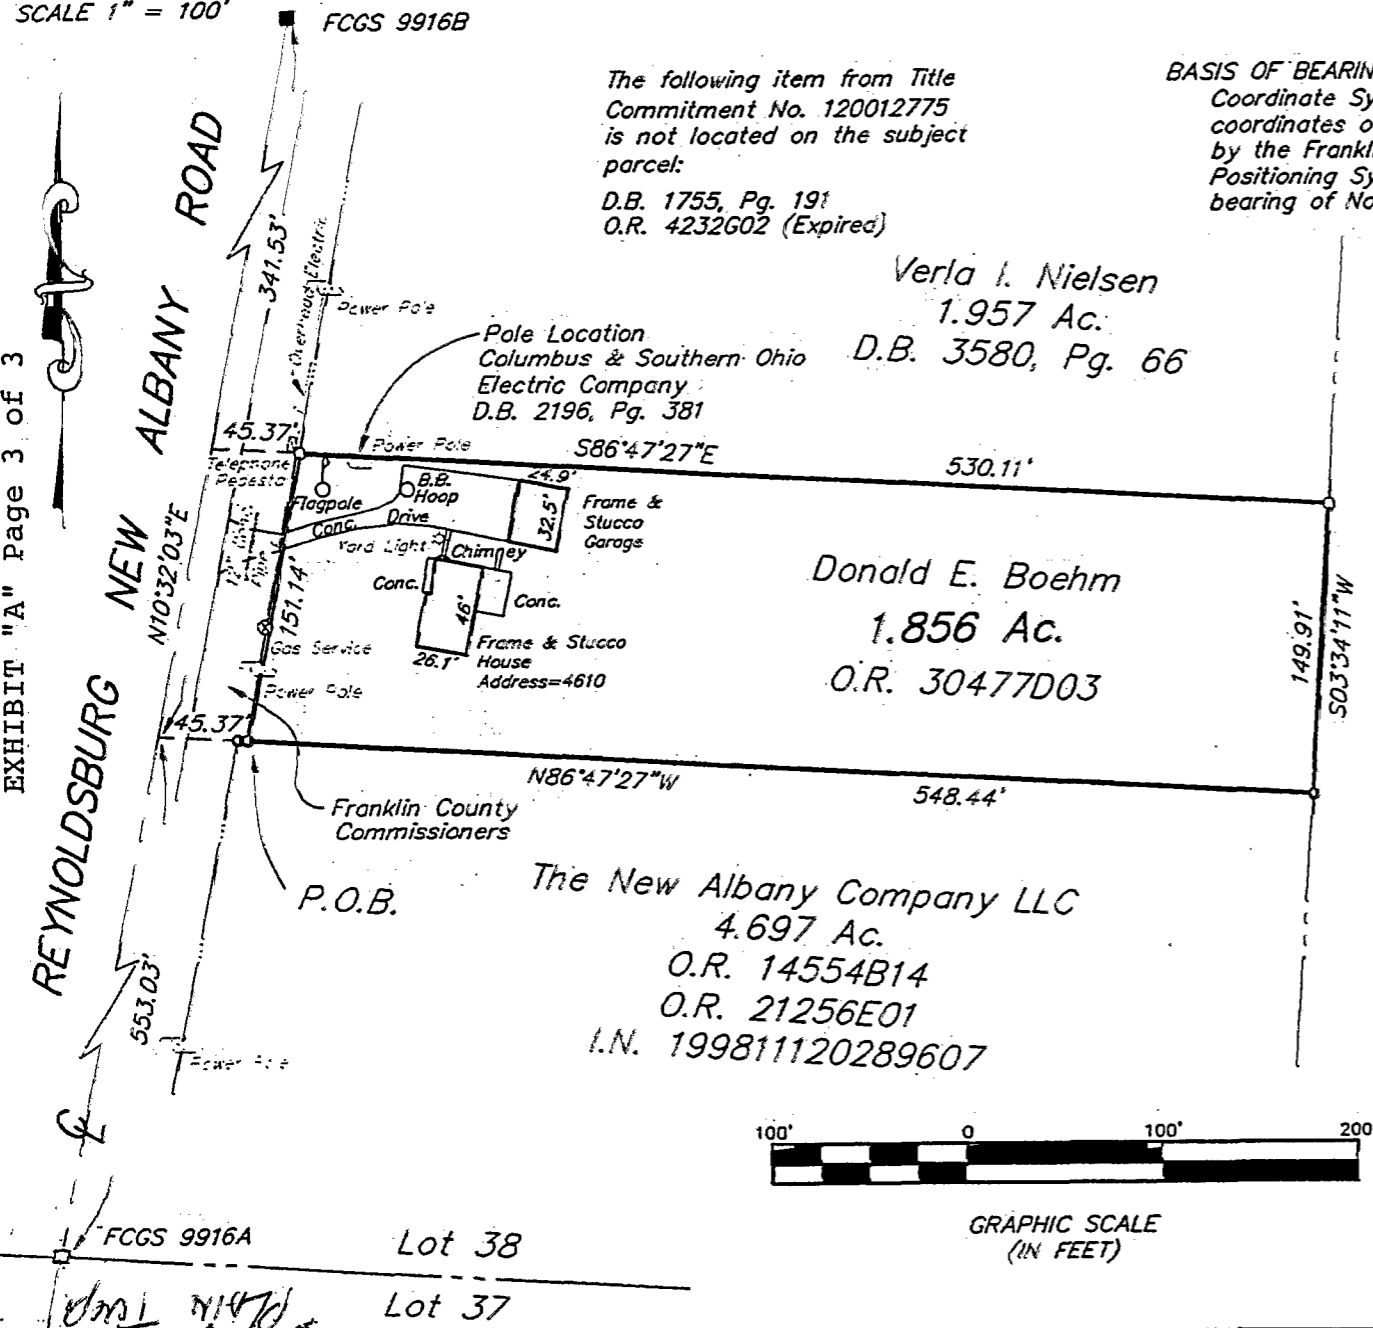 SCALE 1" = 100'
FCGS 9916B
The following item from Title
Commitment No. 120012775
is not located on the subject
parcel:
D.B. 1755, Pg. 191
O.R. 4232G02 (Expired)
BASIS OF BEARIN
Coordinate Sy
coordinates o
by the Frankl
Positioning Sy
bearing of No
EXHIBIT "A" Page 3 of 3
REYNOLDSBURG NEW ALBANY ROAD
341.53'
Overhead Electric
Power Pole
Verla I. Nielsen
1.957 Ac.
D.B. 3580, Pg. 66
Pole Location
Columbus & Southern Ohio
Electric Company
D.B. 2196, Pg. 381
45.37'
Power Pole
S86°47'27"E
530.11'
Telephone
Pedestal
Flagpole
B.B.
Hoop
24.9'
32.5'
Frame &
Stucco
Garage
Conc.
Drive
Yard Light
Chimney
Conc.
Conc.
46'
26.1'
Frame & Stucco
House
Address=4610
N10°32'03"E
151.14'
Gas Service
Power Pole
45.37'
Donald E. Boehm
1.856 Ac.
O.R. 30477D03
149.91'
S03°34'11"W
N86°47'27"W
548.44'
Franklin County
Commissioners
P.O.B.
The New Albany Company LLC
4.697 Ac.
O.R. 14554B14
O.R. 21256E01
I.N. 199811120289607
553.03'
Power Pole
100'
0
100'
200
GRAPHIC SCALE
(IN FEET)
FCGS 9916A
Lot 38
Lot 37
PLAIN